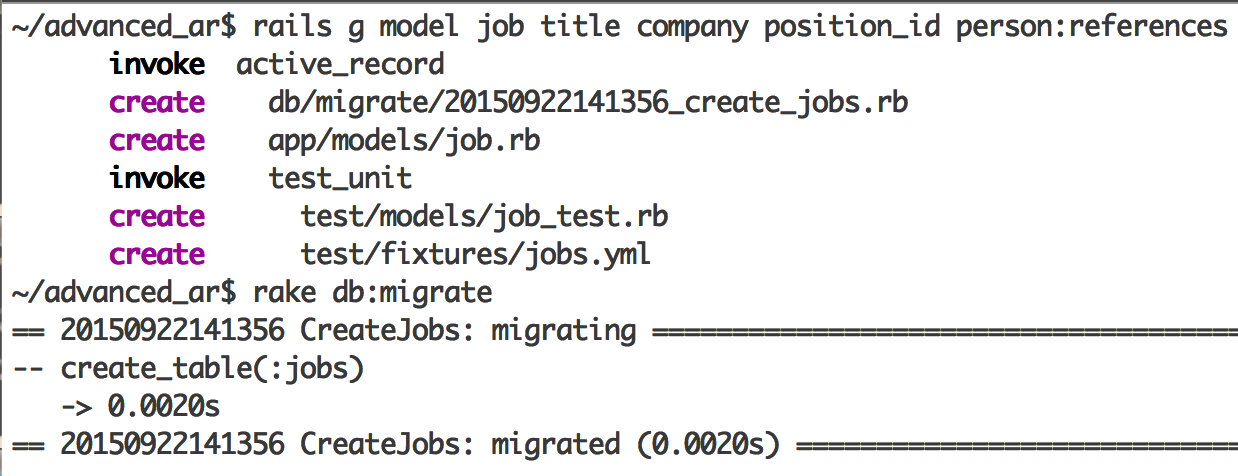 ~/advanced_ar$ rails g model job title company position_id person:references
invoke  active_record
create    db/migrate/20150922141356_create_jobs.rb
create    app/models/job.rb
invoke    test_unit
create      test/models/job_test.rb
create      test/fixtures/jobs.yml
~/advanced_ar$ rake db:migrate
== 20150922141356 CreateJobs: migrating =====================================
-- create_table(:jobs)
   -> 0.0020s
== 20150922141356 CreateJobs: migrated (0.0020s) ============================